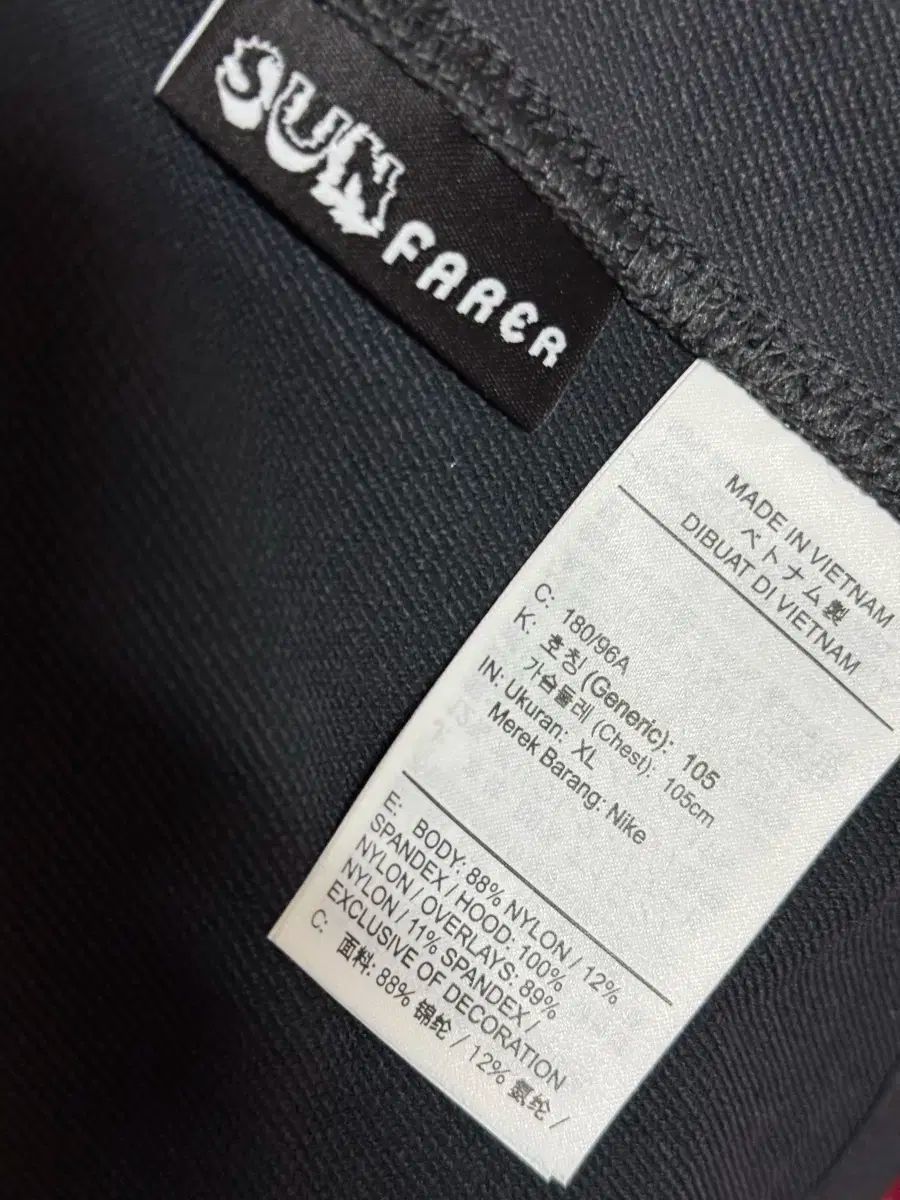 SUN FARER
MADE IN VIETNAM
ベトナム製
DIBUAT DI VIETNAM
C: 180/96A
K: 호칭 (Generic): 105
가슴둘레 (Chest): 105cm
IN: Ukuran: XL
Merek Barang: Nike
E: BODY: 88% NYLON / 12%
SPANDEX / HOOD: 100%
NYLON / OVERLAYS: 89%
NYLON / 11% SPANDEX /
EXCLUSIVE OF DECORATION
C: 面料: 88% 锦纶 / 12% 氨纶 /